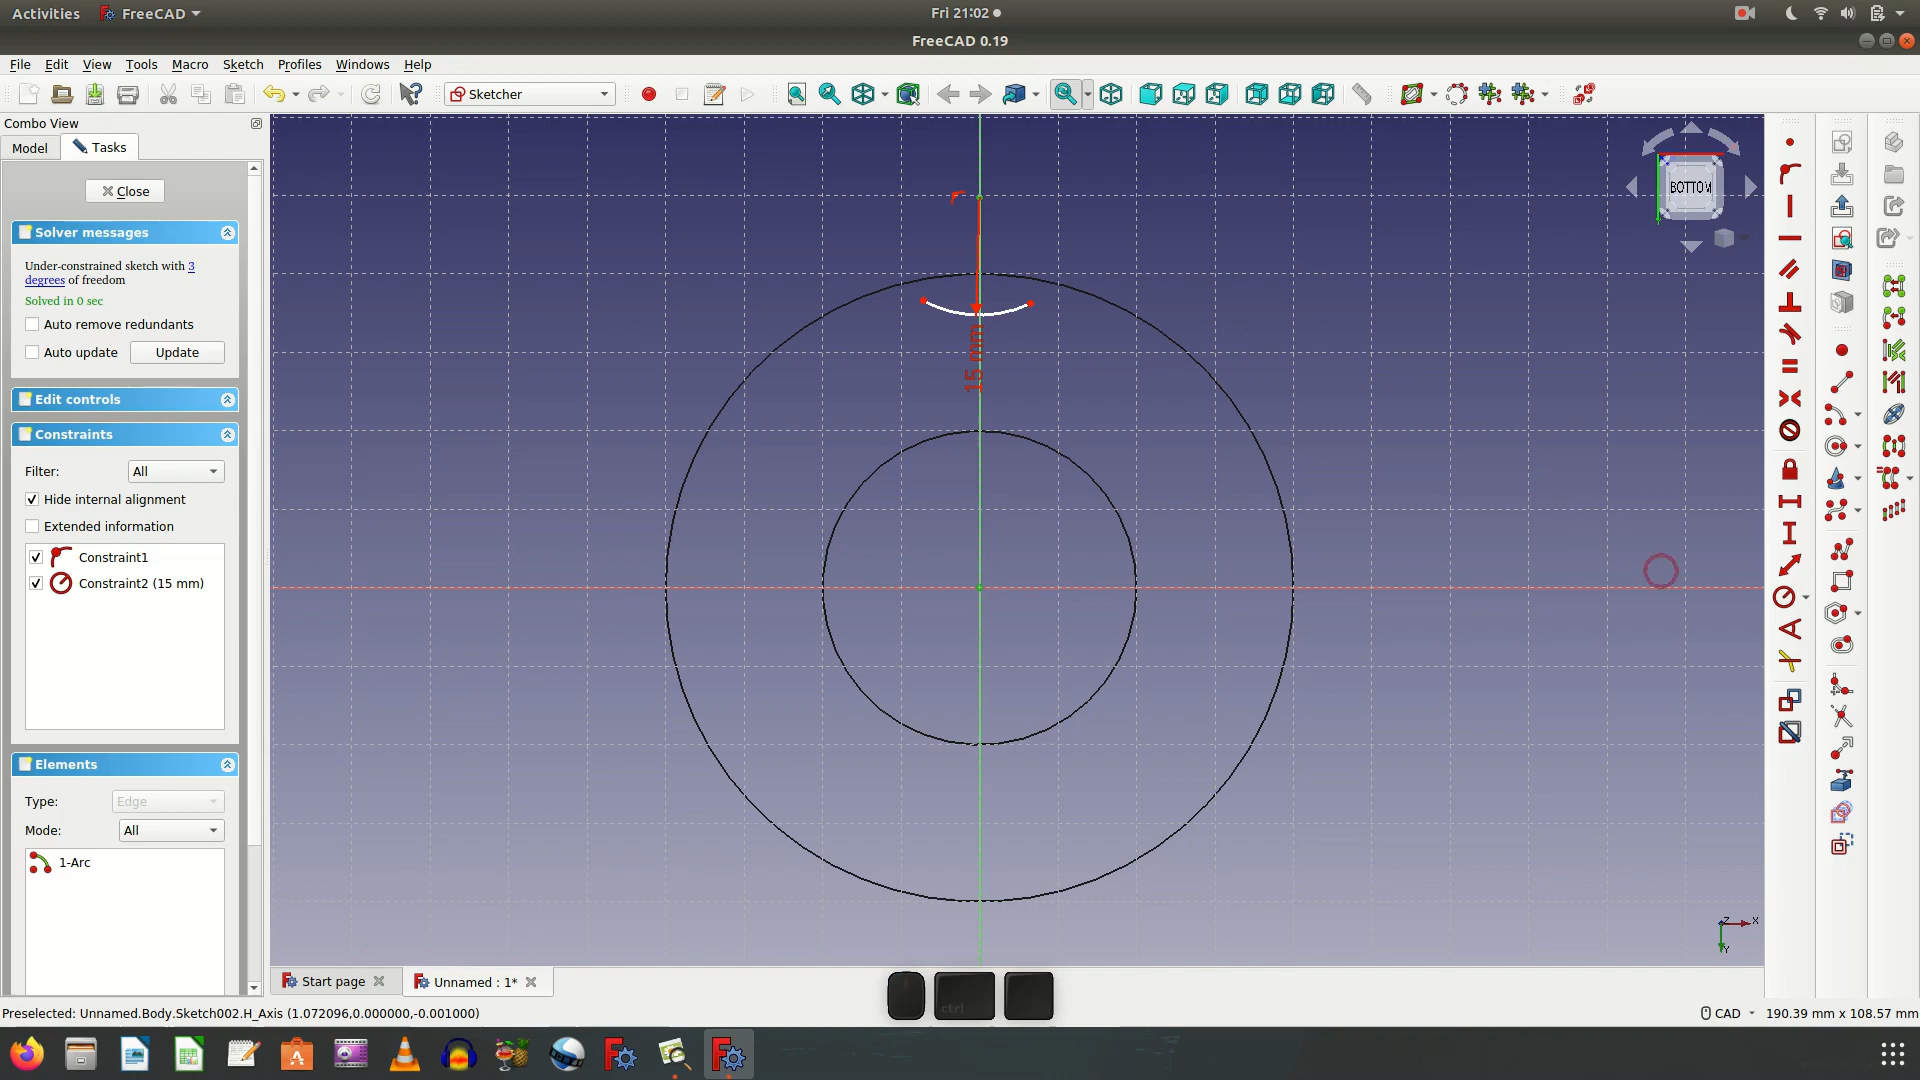 Activities FreeCAD Fri 21:02
FreeCAD 0.19
File Edit View Tools Macro Sketch Profiles Windows Help
Sketcher
Combo View
Model Tasks
Close
Solver messages
Under-constrained sketch with 3
degrees of freedom
Solved in 0 sec
Auto remove redundants
Auto update Update
Edit controls
Constraints
Filter: All
Hide internal alignment
Extended information
Constraint1
Constraint2 (15 mm)
Elements
Type: Edge
Mode: All
1-Arc
15 mm
BOTTOM
Z X
Y
Start page Unnamed : 1*
ctrl
Preselected: Unnamed.Body.Sketch002.H_Axis (1.072096,0.000000,-0.001000) CAD 190.39 mm x 108.57 mm